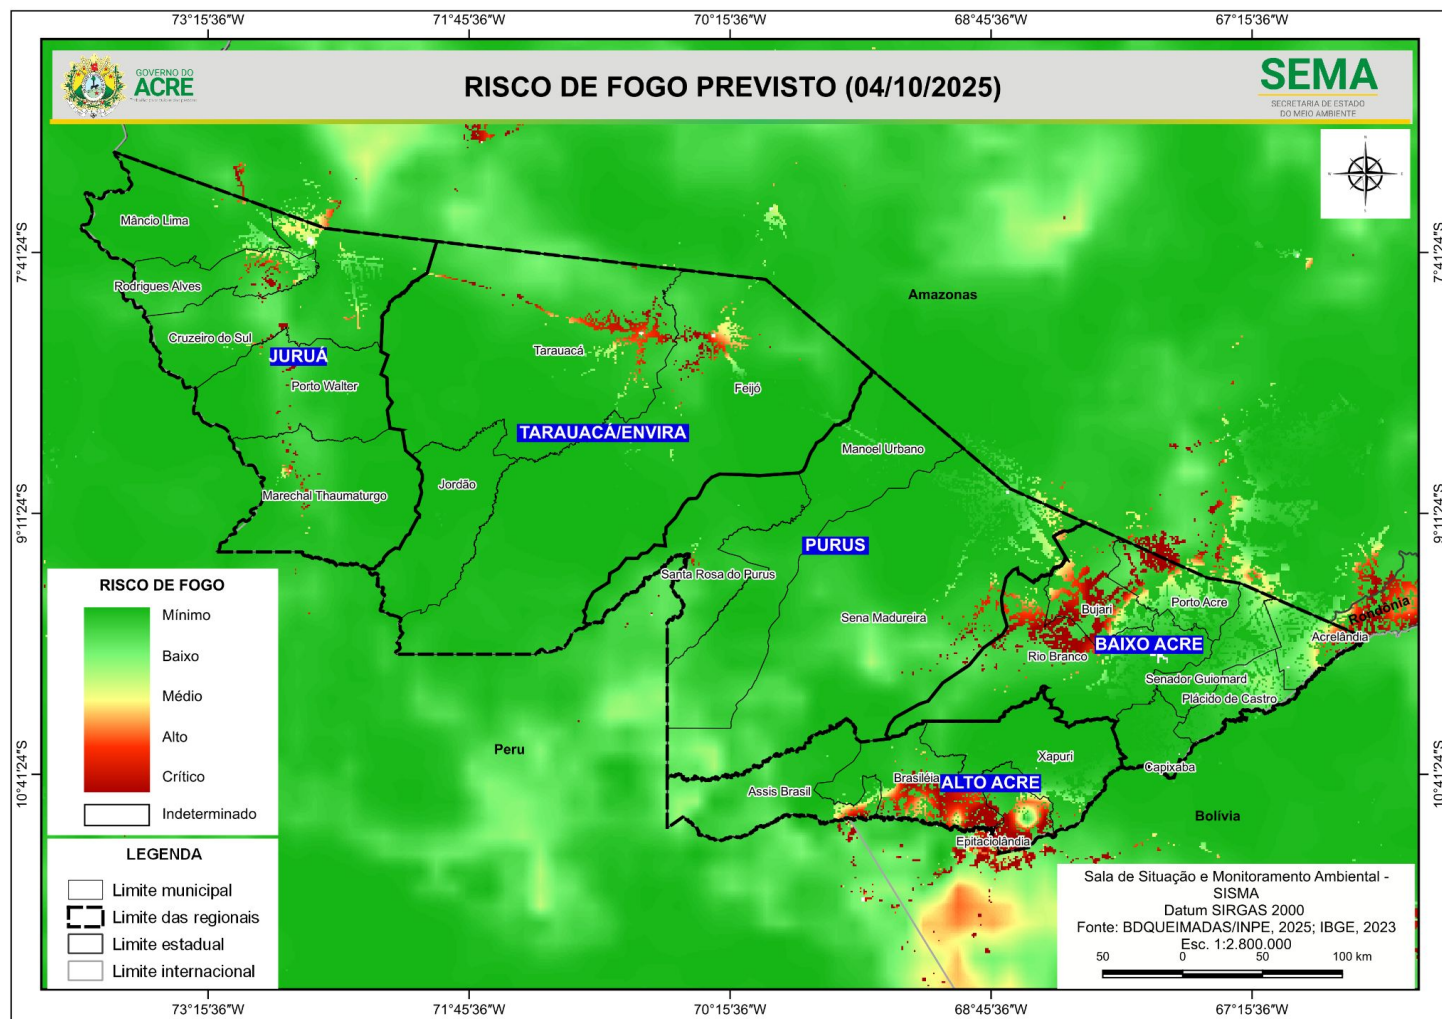 73°15'36"W 71°45'36"W 70°15'36"W 68°45'36"W 67°15'36"W
GOVERNO DO
ACRE
RISCO DE FOGO PREVISTO (04/10/2025)
SEMA
SECRETARIA DE ESTADO
DO MEIO AMBIENTE
N
Mâncio Lima
7°41'24"S 7°41'24"S
Rodrigues Alves
Amazonas
Cruzeiro do Sul
Tarauacá
JURUÁ
Porto Walter
Feijó
TARAUACÁ/ENVIRA
Manoel Urbano
Jordão
Marechal Thaumaturgo
9°11'24"S 9°11'24"S
PURUS
Santa Rosa do Purus
Sena Madureira
Bujari
Porto Acre
Rondônia
Acrelândia
BAIXO ACRE
Rio Branco
Senador Guiomard
Plácido de Castro
Peru
Xapuri
Capixaba
Brasiléia
ALTO ACRE
Assis Brasil
10°41'24"S 10°41'24"S
Bolívia
Epitaciolândia
RISCO DE FOGO
Mínimo
Baixo
Médio
Alto
Crítico
Indeterminado
LEGENDA
Limite municipal
Limite das regionais
Limite estadual
Limite internacional
Sala de Situação e Monitoramento Ambiental -
SISMA
Datum SIRGAS 2000
Fonte: BDQUEIMADAS/INPE, 2025; IBGE, 2023
Esc. 1:2.800.000
50 0 50 100 km
73°15'36"W 71°45'36"W 70°15'36"W 68°45'36"W 67°15'36"W